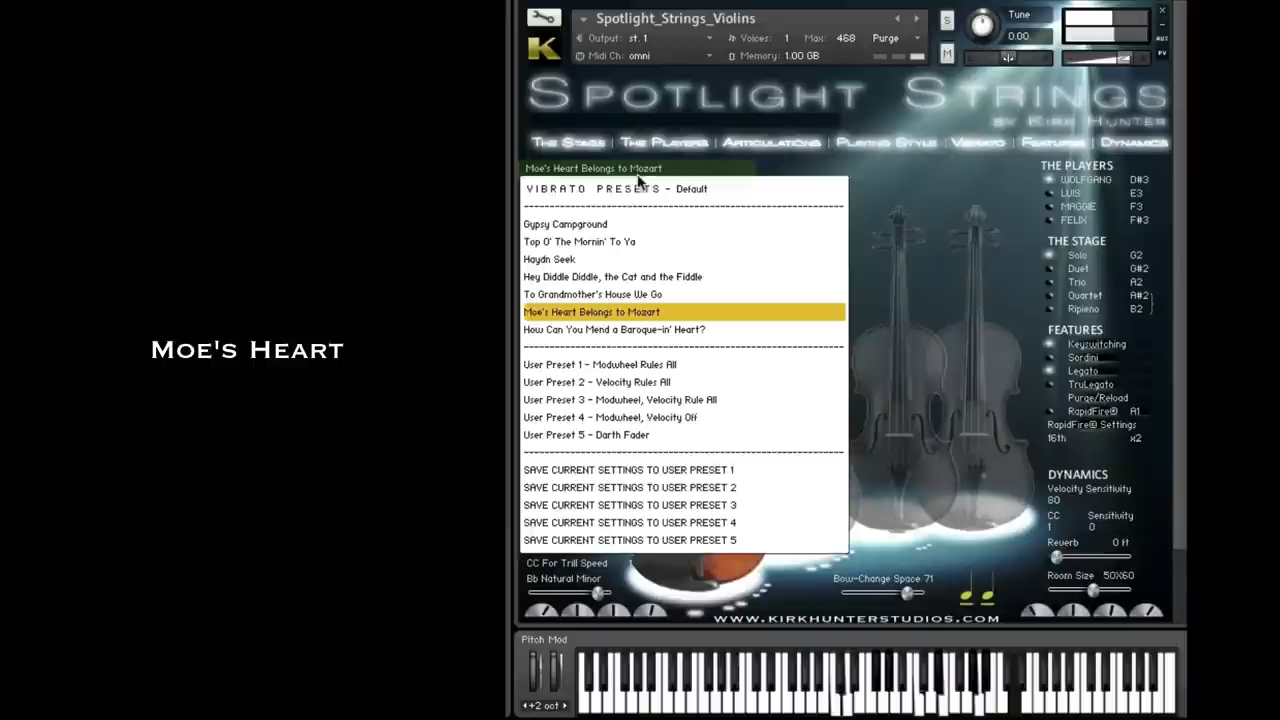 MOE'S HEART
Spotlight_Strings_Violins
Output: st. 1
Voices: 1 Max: 468 Purge
Midi Ch: omni
Memory: 1.00 GB
S
M
Tune
0.00
AUX
PV
SPOTLIGHT STRINGS
BY KIRK HUNTER
THE STAGE | THE PLAYERS | ARTICULATIONS | PLAYING STYLE | VIBRATO | FEATURES | DYNAMICS
Moe's Heart Belongs to Mozart
VIBRATO PRESETS - Default
Gypsy Campground
Top O' The Mornin' To Ya
Haydn Seek
Hey Diddle Diddle, the Cat and the Fiddle
To Grandmother's House We Go
Moe's Heart Belongs to Mozart
How Can You Mend a Baroque-in' Heart?
User Preset 1 - Modwheel Rules All
User Preset 2 - Velocity Rules All
User Preset 3 - Modwheel, Velocity Rule All
User Preset 4 - Modwheel, Velocity Off
User Preset 5 - Darth Fader
SAVE CURRENT SETTINGS TO USER PRESET 1
SAVE CURRENT SETTINGS TO USER PRESET 2
SAVE CURRENT SETTINGS TO USER PRESET 3
SAVE CURRENT SETTINGS TO USER PRESET 4
SAVE CURRENT SETTINGS TO USER PRESET 5
THE PLAYERS
WOLFGANG D#3
LUIS E3
MAGGIE F3
FELIX F#3
THE STAGE
Solo G2
Duet G#2
Trio A2
Quartet A#2
Ripieno B2
FEATURES
Keyswitching
Sordini
Legato
TruLegato
Purge/Reload
RapidFire® A1
RapidFire® Settings
16th x2
DYNAMICS
Velocity Sensitivity
80
CC Sensitivity
1 0
Reverb 0 ft
Room Size 50X60
CC For Trill Speed
Bb Natural Minor
Bow-Change Space 71
WWW.KIRKHUNTERSTUDIOS.COM
Pitch Mod
+2 oct